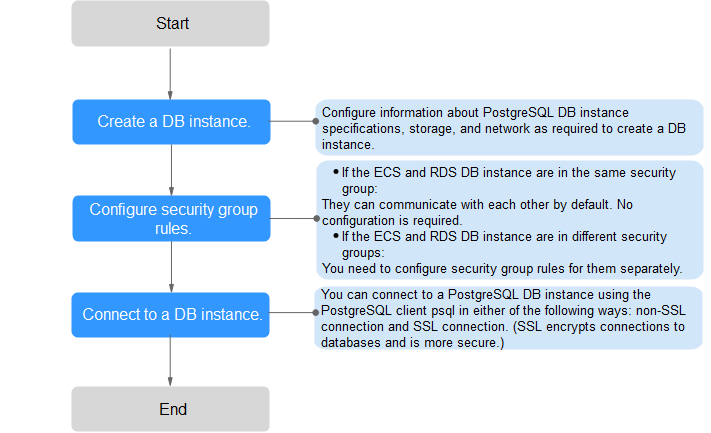 Start
Create a DB instance.
Configure information about PostgreSQL DB instance
specifications, storage, and network as required to create a DB
instance.
Configure security group
rules.
• If the ECS and RDS DB instance are in the same security
group:
They can communicate with each other by default. No
configuration is required.
• If the ECS and RDS DB instance are in different security
groups:
You need to configure security group rules for them separately.
Connect to a DB instance.
You can connect to a PostgreSQL DB instance using the
PostgreSQL client psql in either of the following ways: non-SSL
connection and SSL connection. (SSL encrypts connections to
databases and is more secure.)
End